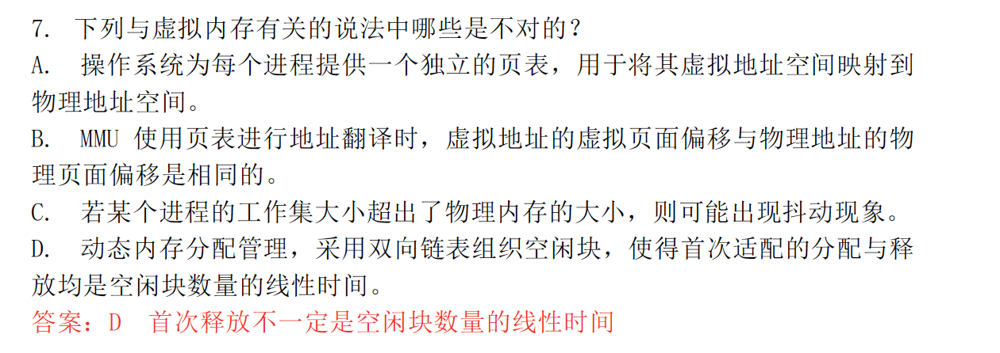 7. 下列与虚拟内存有关的说法中哪些是不对的？
A. 操作系统为每个进程提供一个独立的页表，用于将其虚拟地址空间映射到
物理地址空间。
B. MMU 使用页表进行地址翻译时，虚拟地址的虚拟页面偏移与物理地址的物
理页面偏移是相同的。
C. 若某个进程的工作集大小超出了物理内存的大小，则可能出现抖动现象。
D. 动态内存分配管理，采用双向链表组织空闲块，使得首次适配的分配与释
放均是空闲块数量的线性时间。
答案：D 首次释放不一定是空闲块数量的线性时间